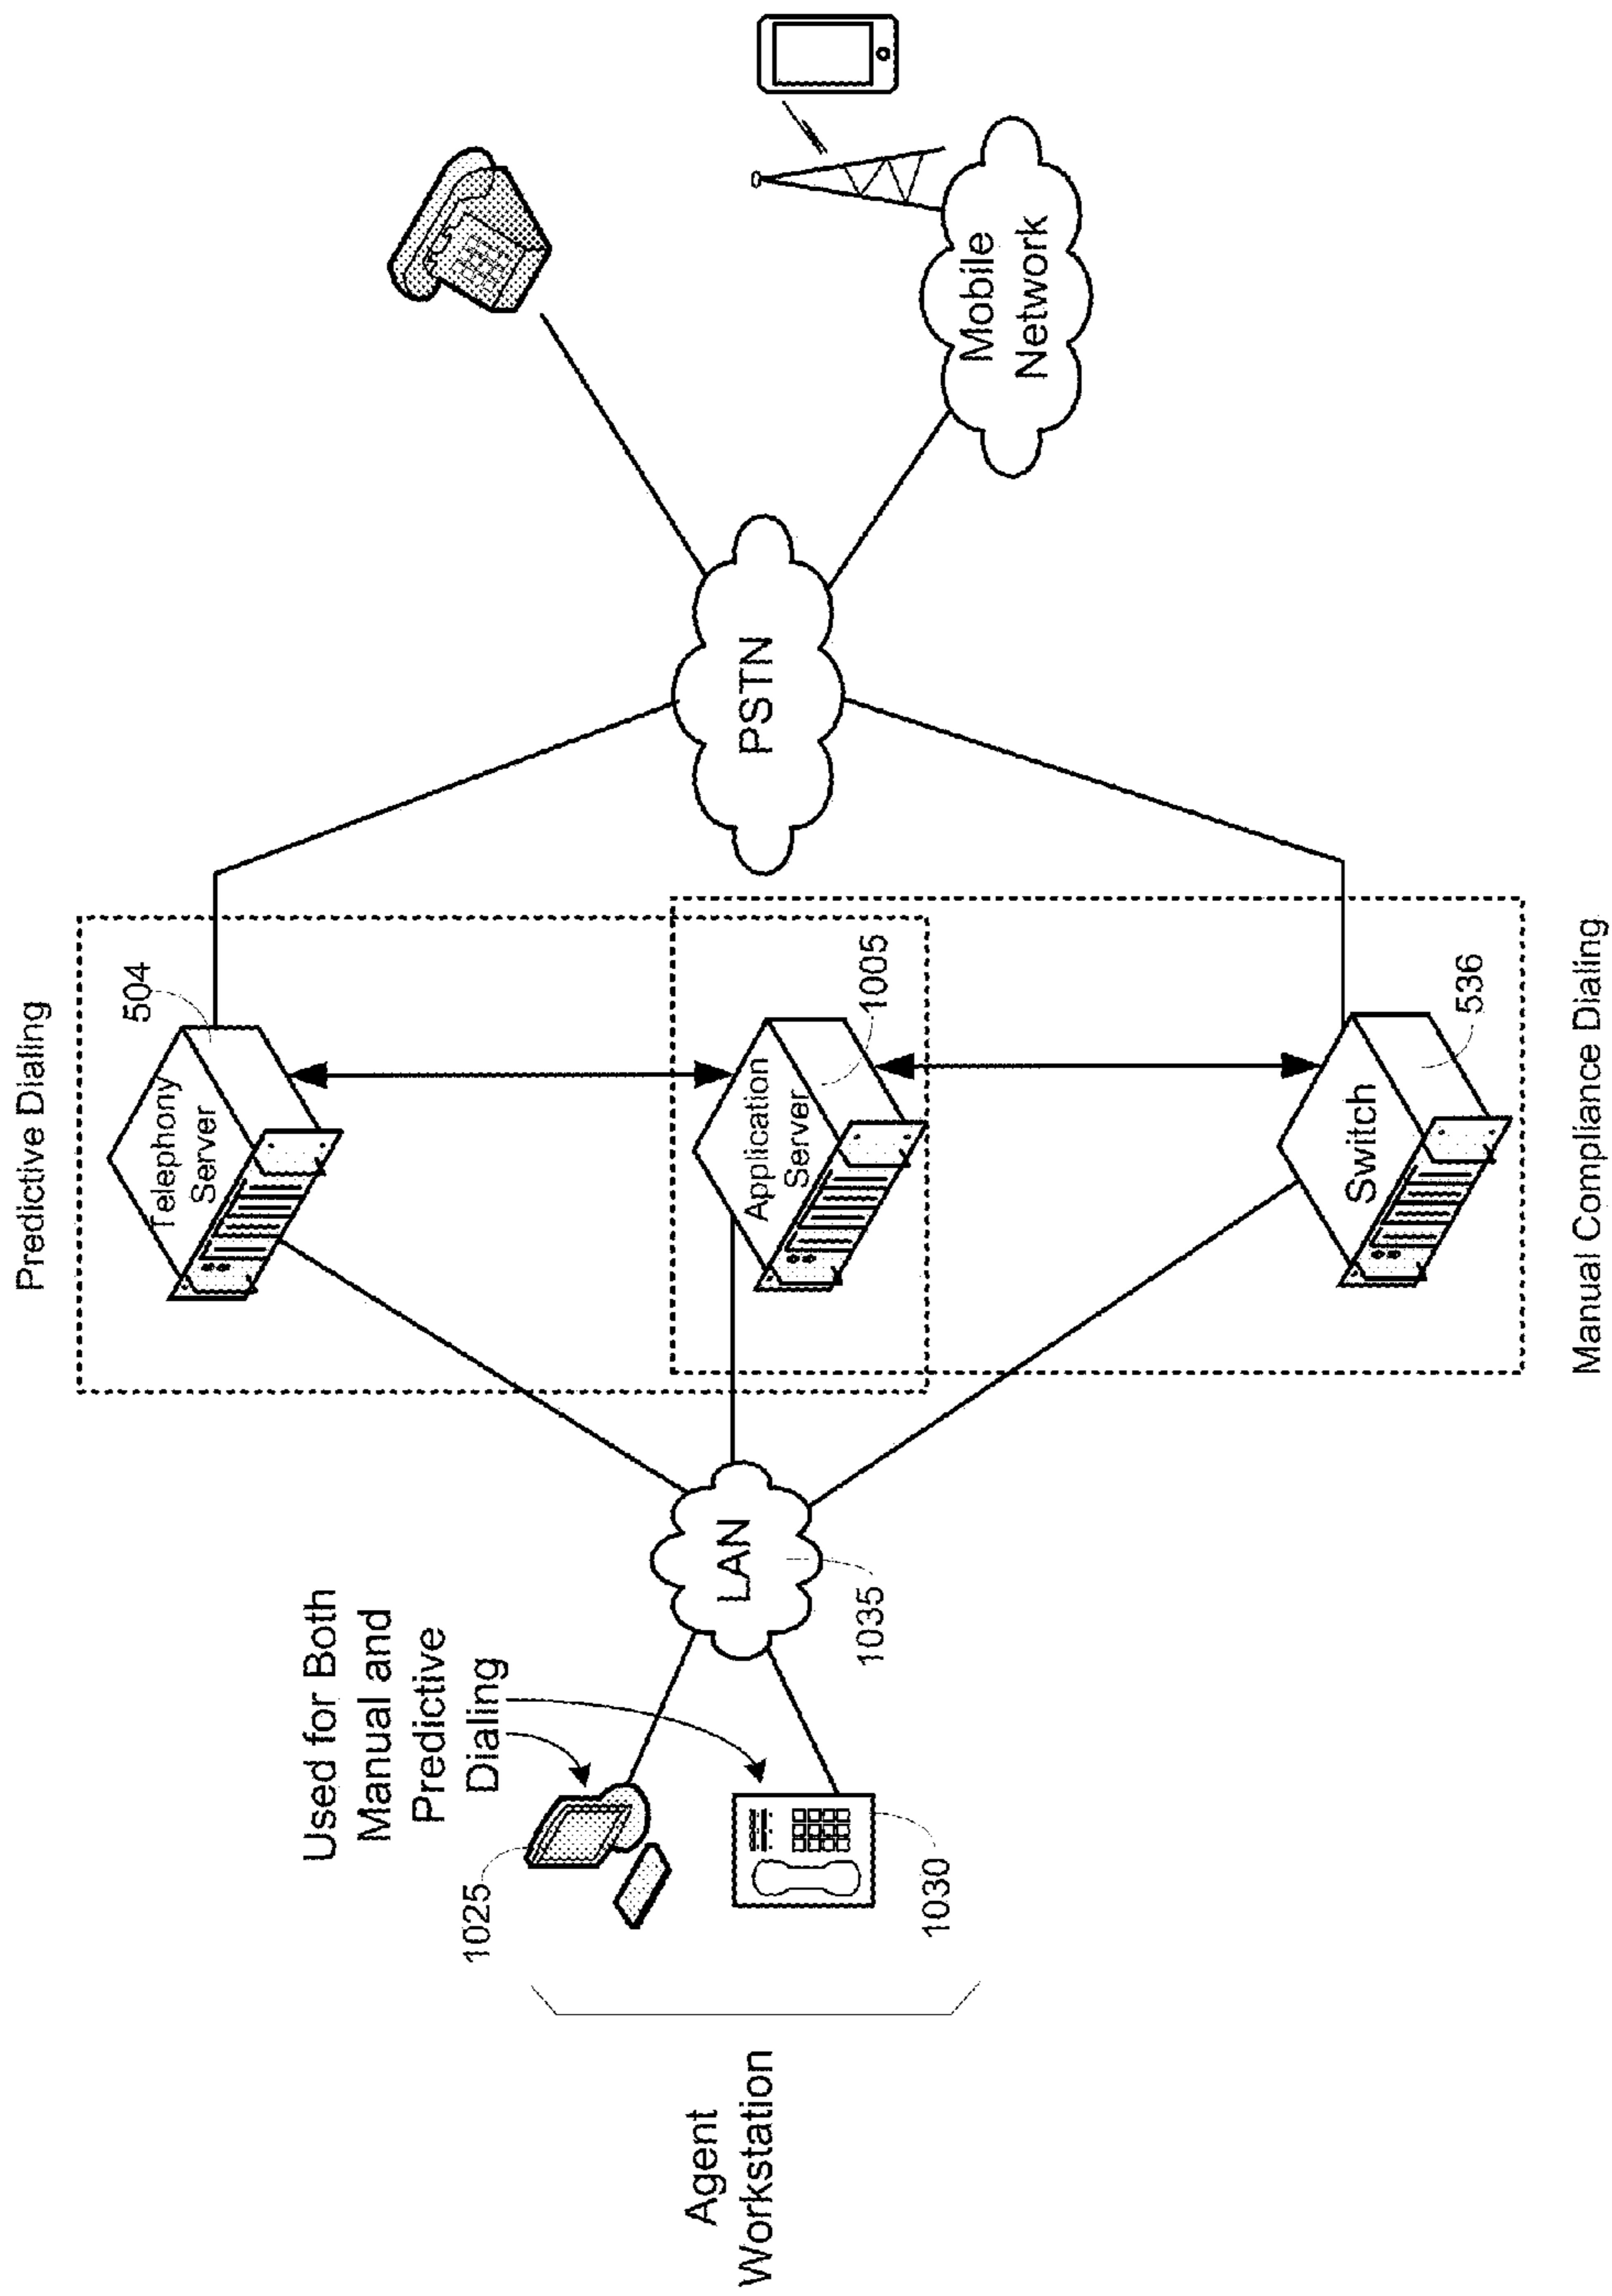 Predictive Dialing
504
Telephony
Server
Used for Both
Manual and
Predictive
Dialing
1025
Agent
Workstation
1030
LAN
1035
Application
Server
1005
PSTN
Mobile
Network
Switch
536
Manual Compliance Dialing